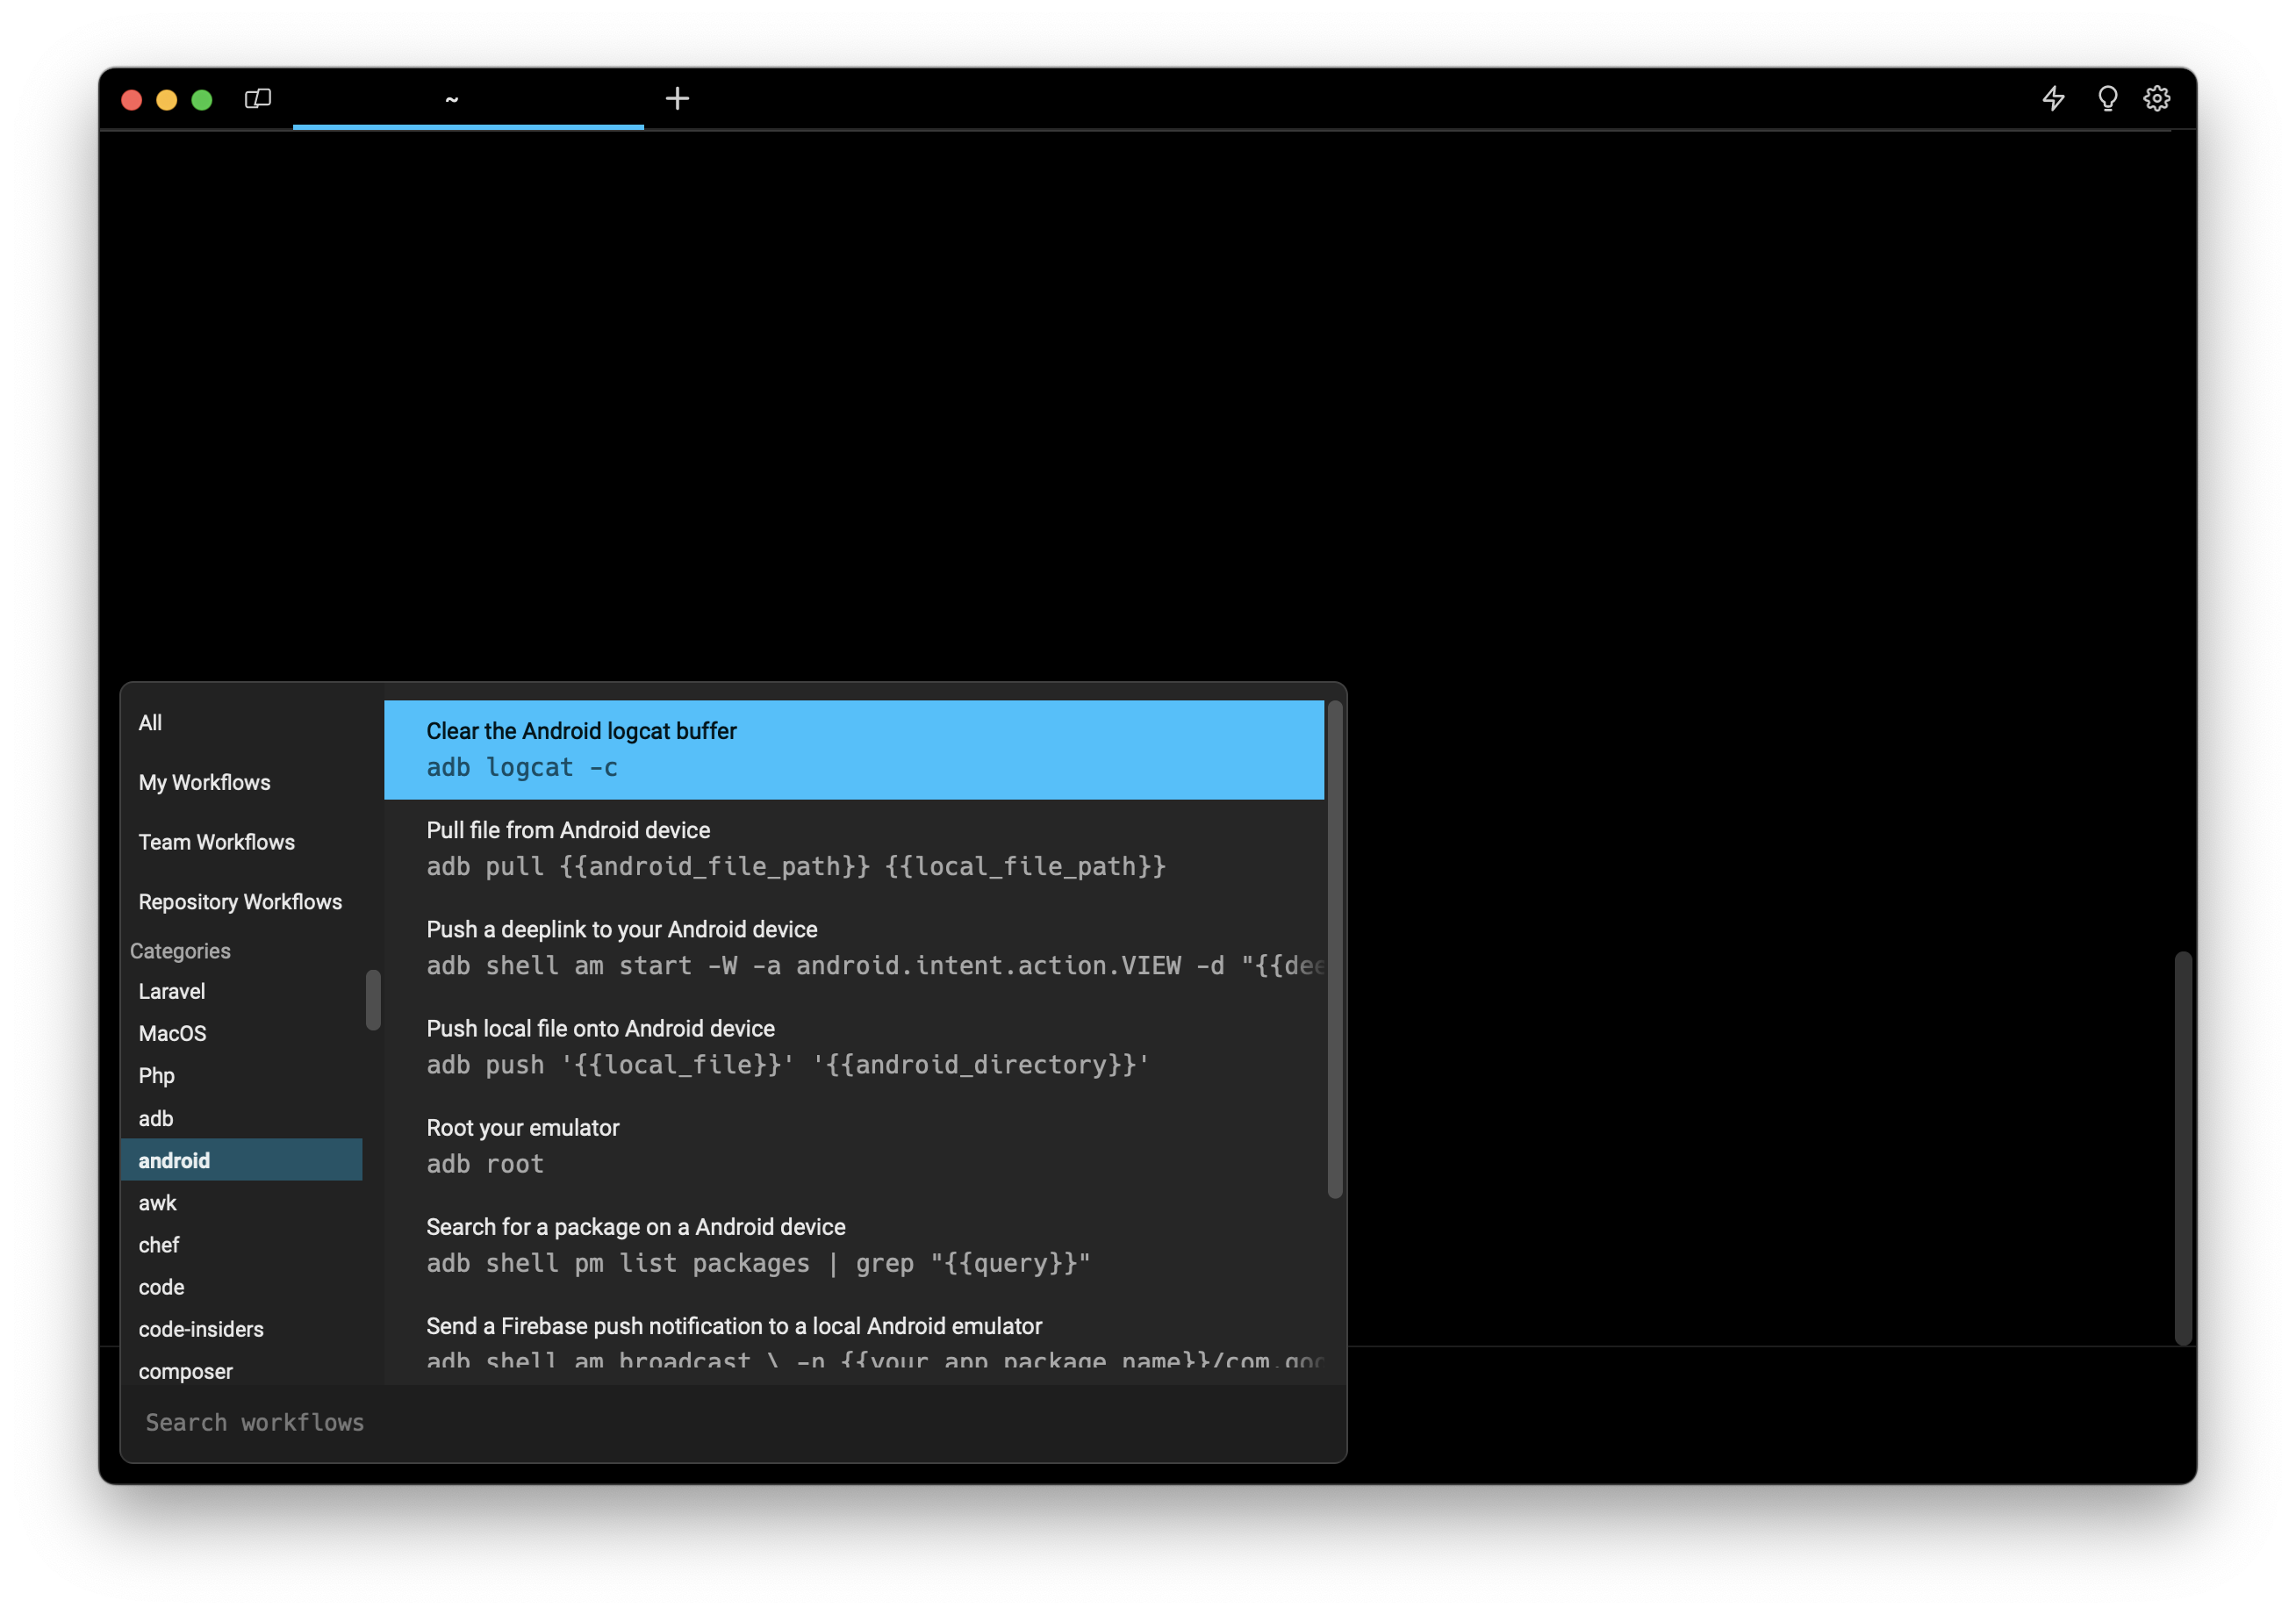 ~
All
My Workflows
Team Workflows
Repository Workflows
Categories
Laravel
MacOS
Php
adb
android
awk
chef
code
code-insiders
composer
Clear the Android logcat buffer
adb logcat -c
Pull file from Android device
adb pull {{android_file_path}} {{local_file_path}}
Push a deeplink to your Android device
adb shell am start -W -a android.intent.action.VIEW -d "{{dee
Push local file onto Android device
adb push '{{local_file}}' '{{android_directory}}'
Root your emulator
adb root
Search for a package on a Android device
adb shell pm list packages | grep "{{query}}"
Send a Firebase push notification to a local Android emulator
adb shell am broadcast \ -n {{your_app_package_name}}/com.goo
Search workflows